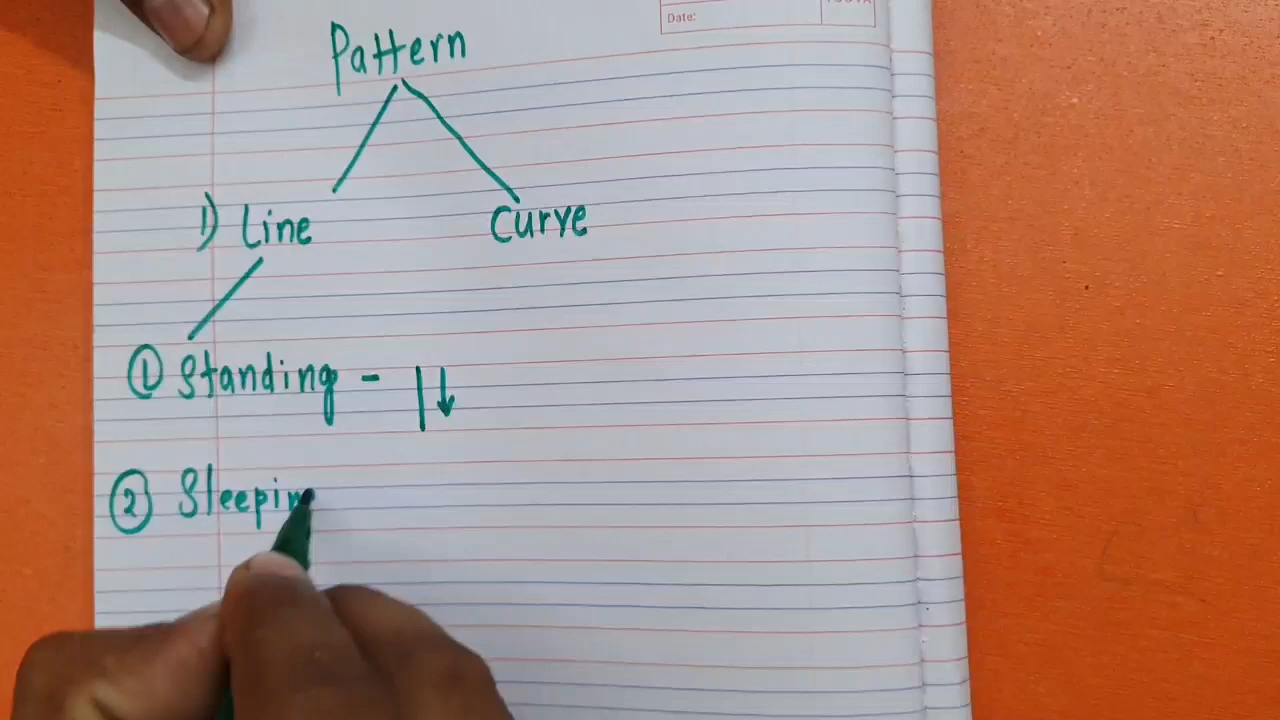 Date:
Pattern
1) Line Curve
① Standing - |↓
② Sleepin